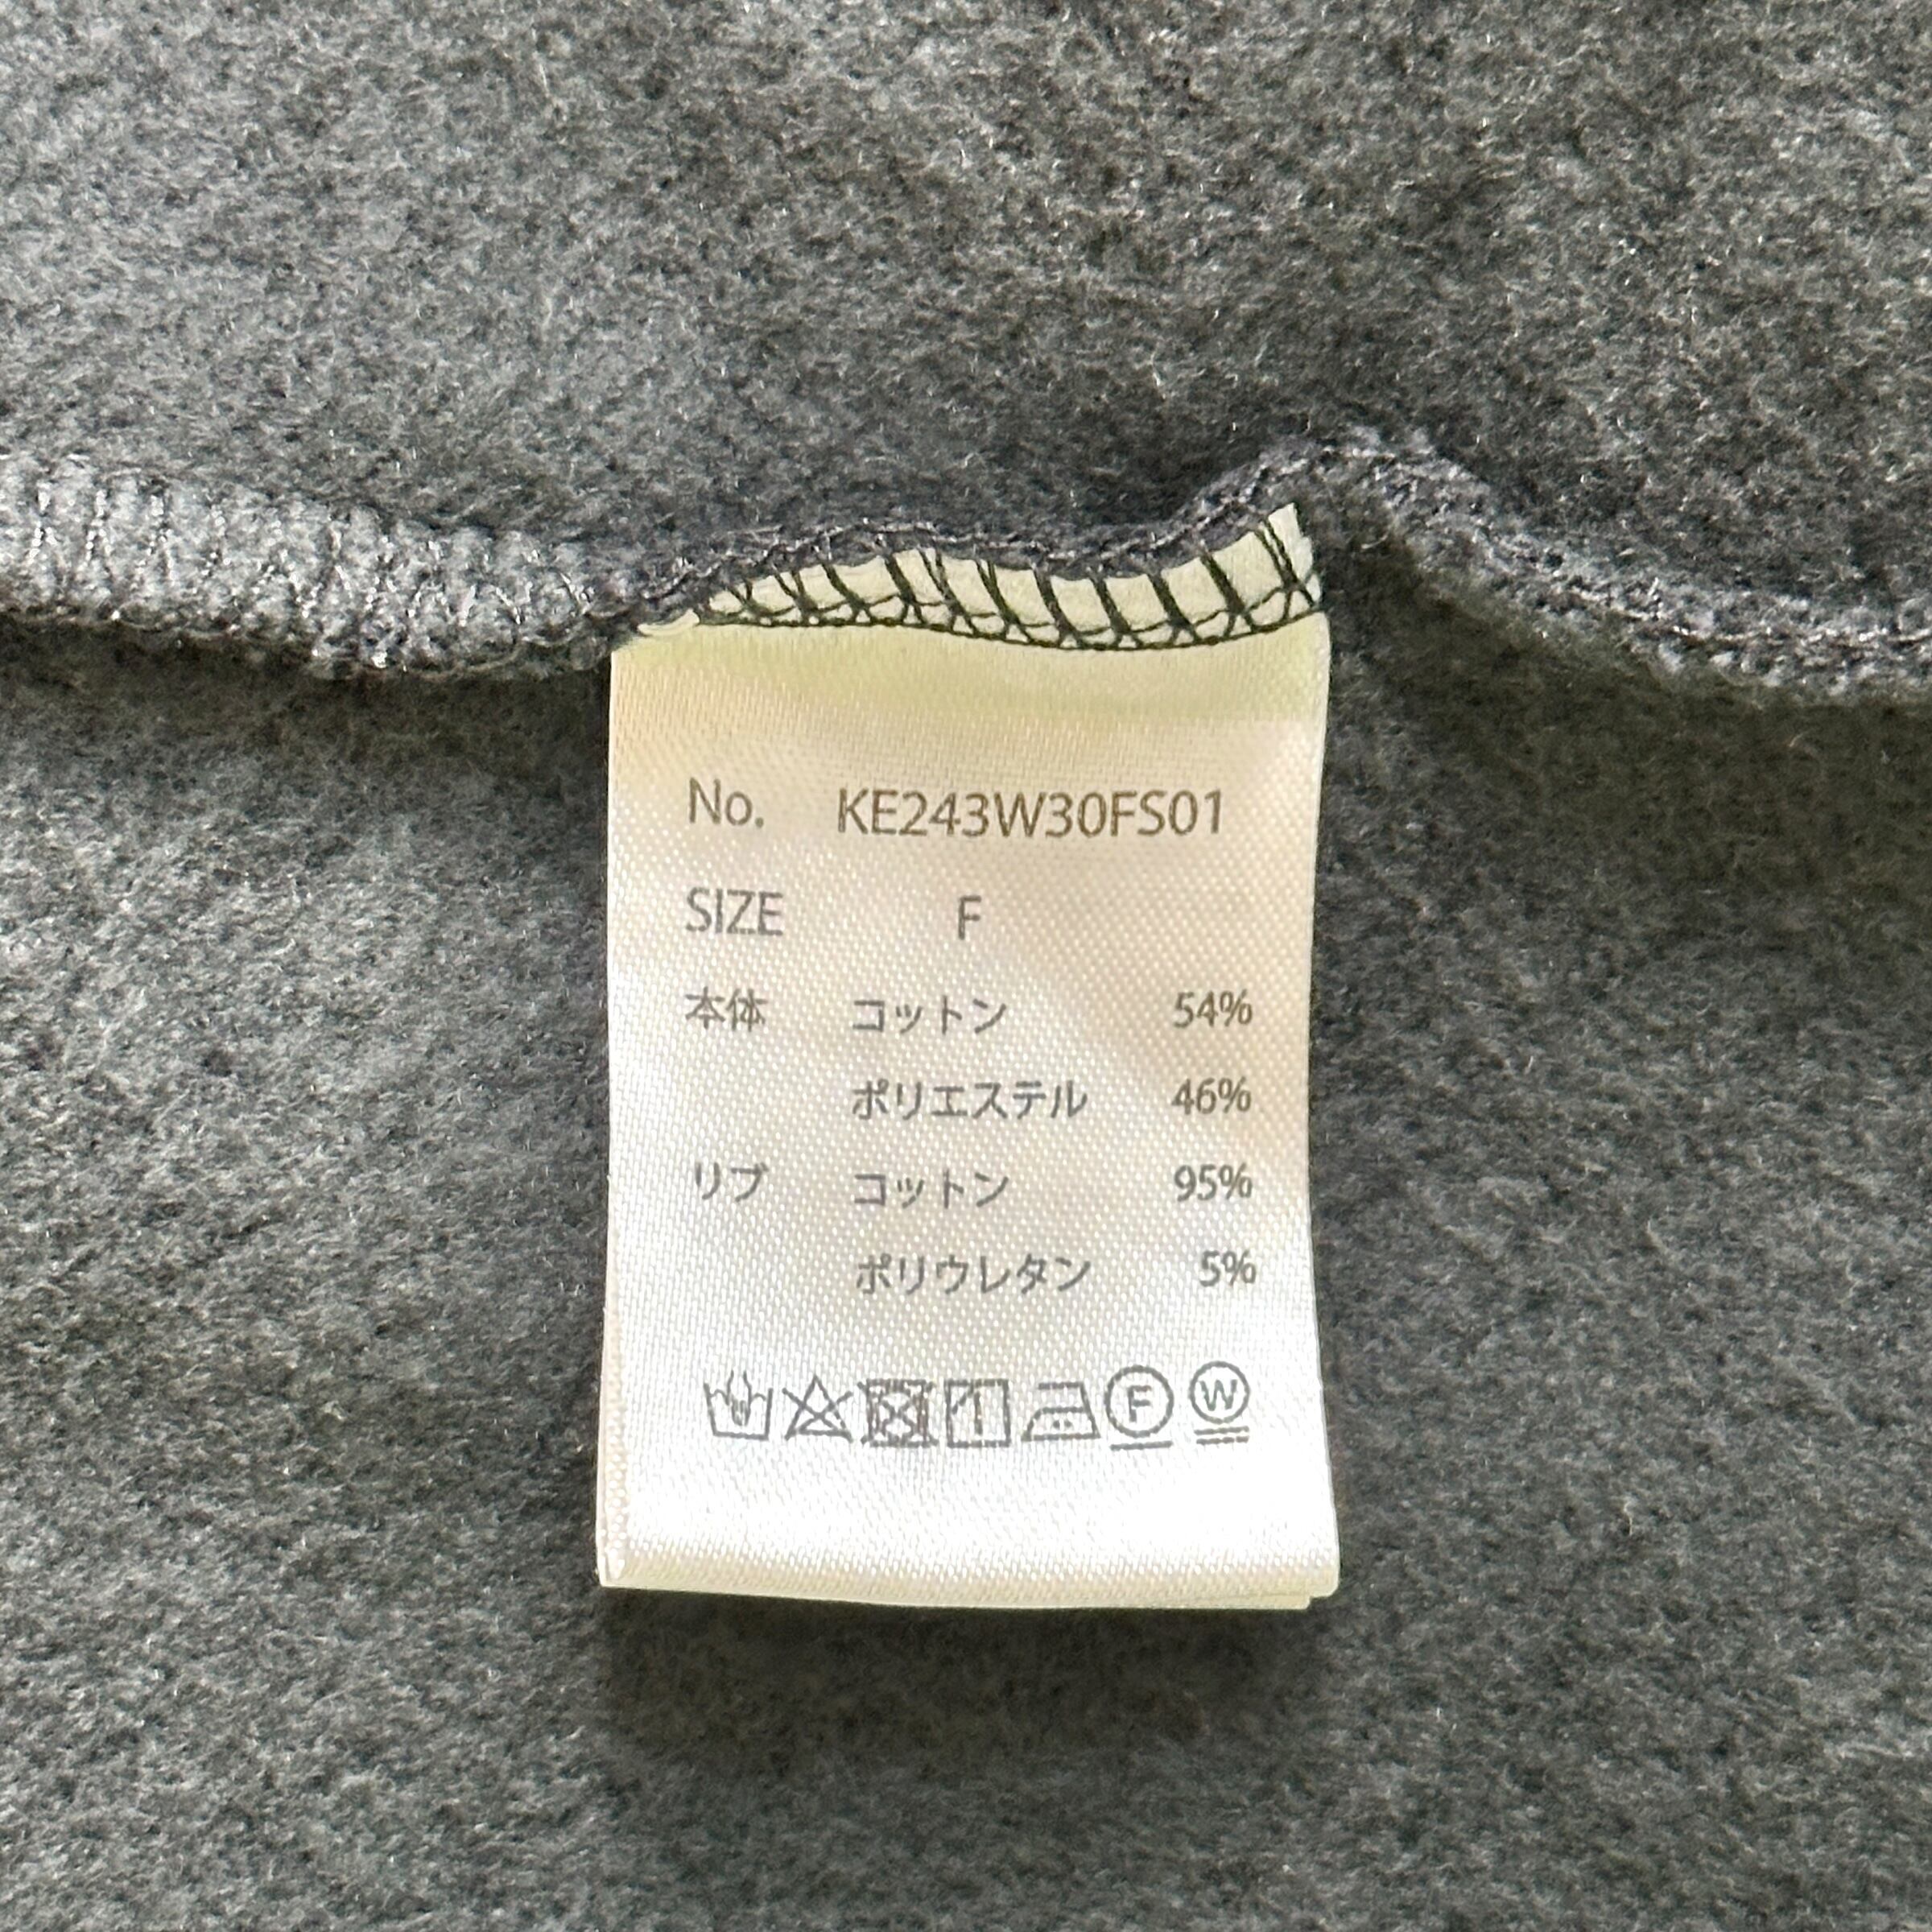 No. KE243W30FS01
SIZE F
本体 コットン 54%
ポリエステル 46%
リブ コットン 95%
ポリウレタン 5%
F W